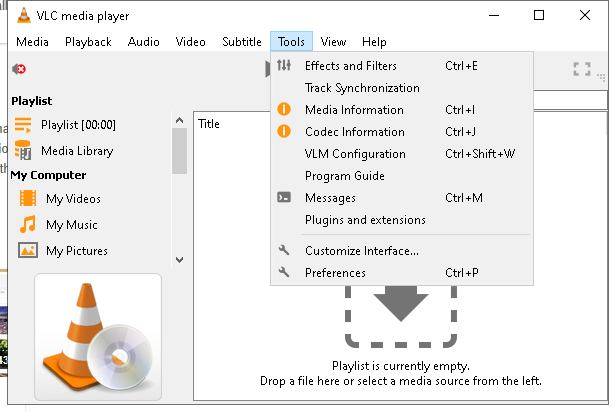 VLC media player
Media Playback Audio Video Subtitle Tools View Help
Effects and Filters Ctrl+E
Track Synchronization
Media Information Ctrl+I
Codec Information Ctrl+J
VLM Configuration Ctrl+Shift+W
Program Guide
Messages Ctrl+M
Plugins and extensions
Customize Interface...
Preferences Ctrl+P
Playlist
Playlist [00:00]
Media Library
My Computer
My Videos
My Music
My Pictures
Title
Playlist is currently empty.
Drop a file here or select a media source from the left.